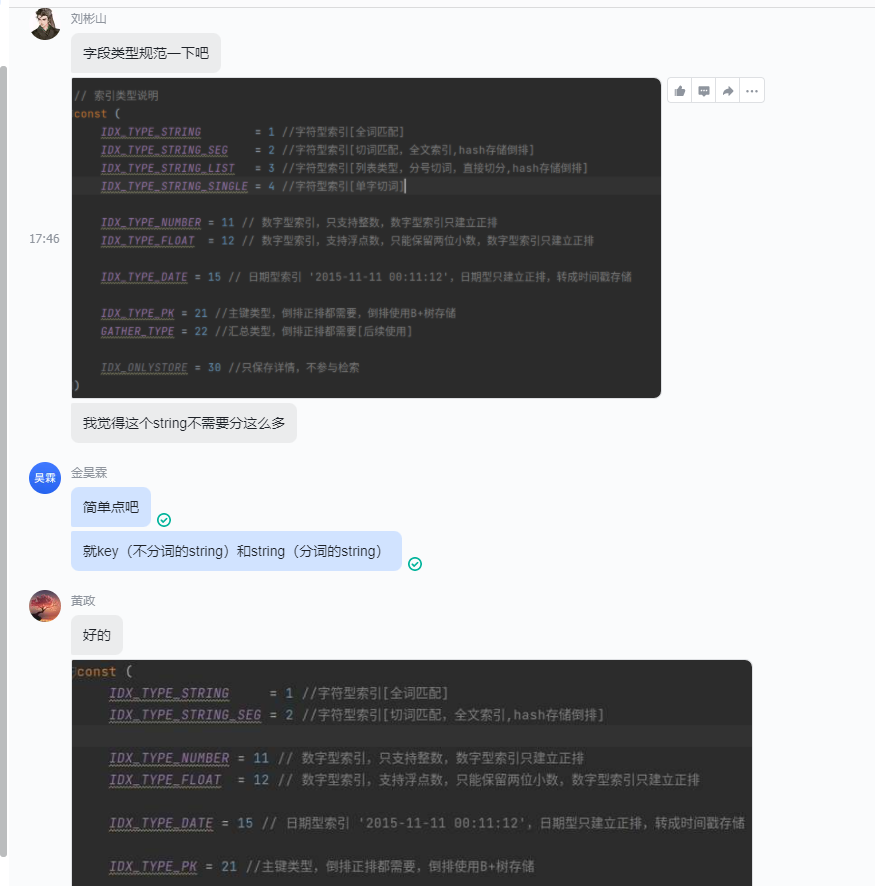 刘彬山
字段类型规范一下吧
// 索引类型说明
const (
IDX_TYPE_STRING = 1 //字符型索引[全词匹配]
IDX_TYPE_STRING_SEG = 2 //字符型索引[切词匹配，全文索引,hash存储倒排]
IDX_TYPE_STRING_LIST = 3 //字符型索引[列表类型，分号切词，直接切分,hash存储倒排]
IDX_TYPE_STRING_SINGLE = 4 //字符型索引[单字切词]
IDX_TYPE_NUMBER = 11 // 数字型索引，只支持整数，数字型索引只建立正排
17:46
IDX_TYPE_FLOAT = 12 // 数字型索引，支持浮点数，只能保留两位小数，数字型索引只建立正排
IDX_TYPE_DATE = 15 // 日期型索引 '2015-11-11 00:11:12'，日期型只建立正排，转成时间戳存储
IDX_TYPE_PK = 21 //主键类型，倒排正排都需要，倒排使用B+树存储
GATHER_TYPE = 22 //汇总类型，倒排正排都需要[后续使用]
IDX_ONLYSTORE = 30 //只保存详情，不参与检索
)
我觉得这个string不需要分这么多
昊霖
金昊霖
简单点吧
就key（不分词的string）和string（分词的string）
黄政
好的
const (
IDX_TYPE_STRING = 1 //字符型索引[全词匹配]
IDX_TYPE_STRING_SEG = 2 //字符型索引[切词匹配，全文索引,hash存储倒排]
IDX_TYPE_NUMBER = 11 // 数字型索引，只支持整数，数字型索引只建立正排
IDX_TYPE_FLOAT = 12 // 数字型索引，支持浮点数，只能保留两位小数，数字型索引只建立正排
IDX_TYPE_DATE = 15 // 日期型索引 '2015-11-11 00:11:12'，日期型只建立正排，转成时间戳存储
IDX_TYPE_PK = 21 //主键类型，倒排正排都需要，倒排使用B+树存储